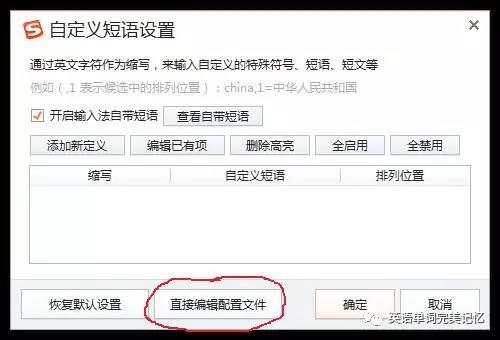 自定义短语设置
通过英文字符作为缩写，来输入自定义的特殊符号、短语、短文等
例如（,1 表示候选中的排列位置）：china,1=中华人民共和国
开启输入法自带短语 查看自带短语
添加新定义 编辑已有项 删除高亮 全启用 全禁用
缩写 自定义短语 排列位置
恢复默认设置 直接编辑配置文件 确定 取消
英语单词完美记忆